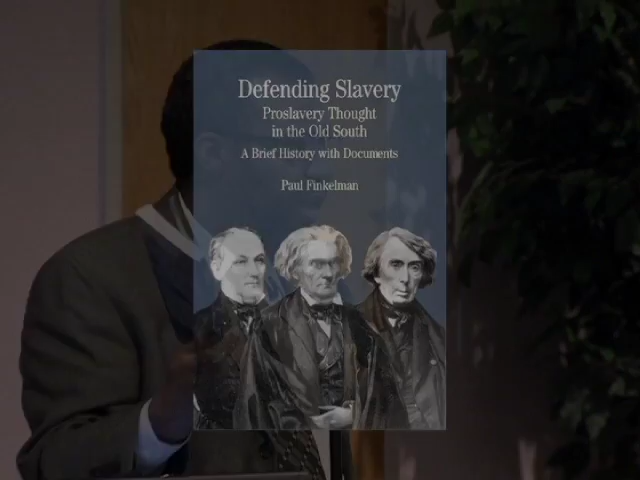 Defending Slavery
Proslavery Thought
in the Old South
A Brief History with Documents
Paul Finkelman